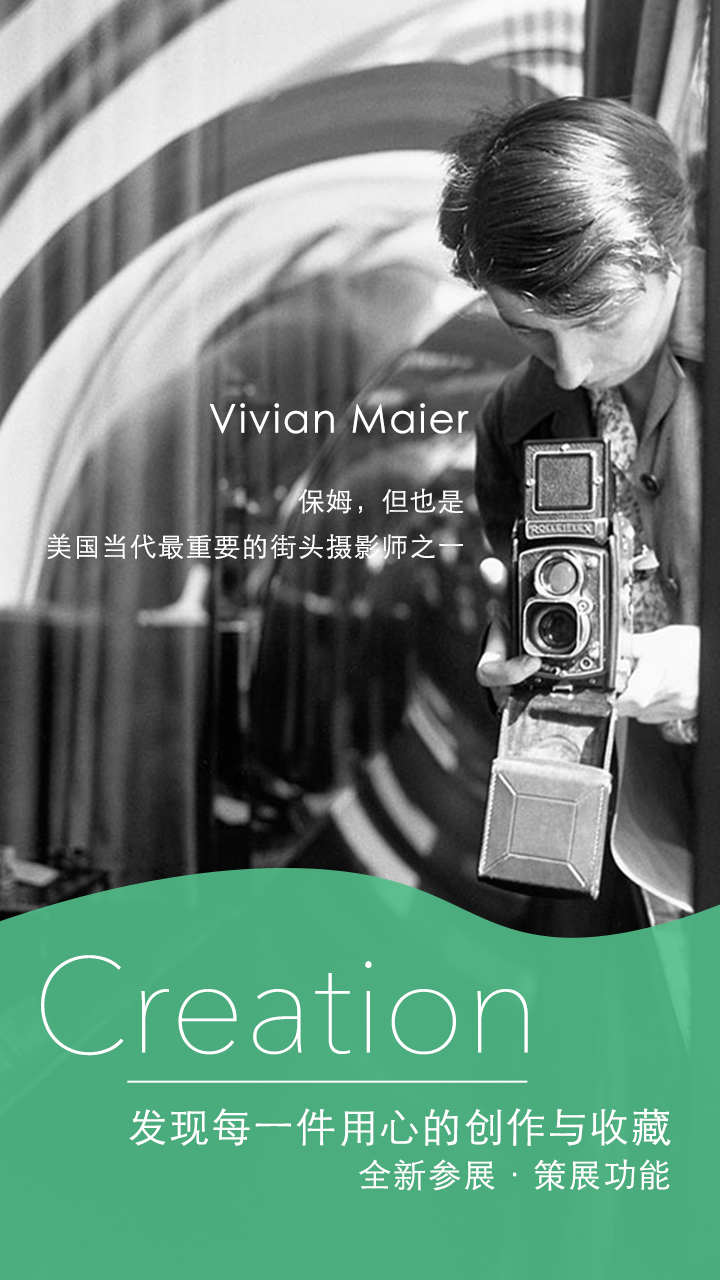 Vivian Maier
保姆，但也是
美国当代最重要的街头摄影师之一
ROLLEIFLEX
Creation
发现每一件用心的创作与收藏
全新参展 · 策展功能